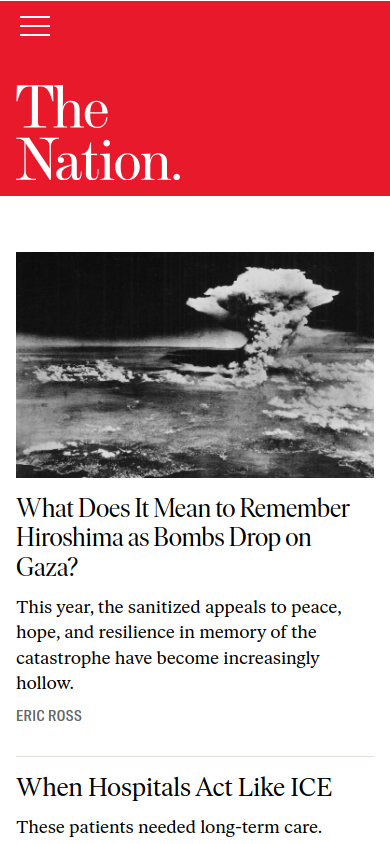 The
Nation.
What Does It Mean to Remember
Hiroshima as Bombs Drop on
Gaza?
This year, the sanitized appeals to peace,
hope, and resilience in memory of the
catastrophe have become increasingly
hollow.
ERIC ROSS
When Hospitals Act Like ICE
These patients needed long-term care.